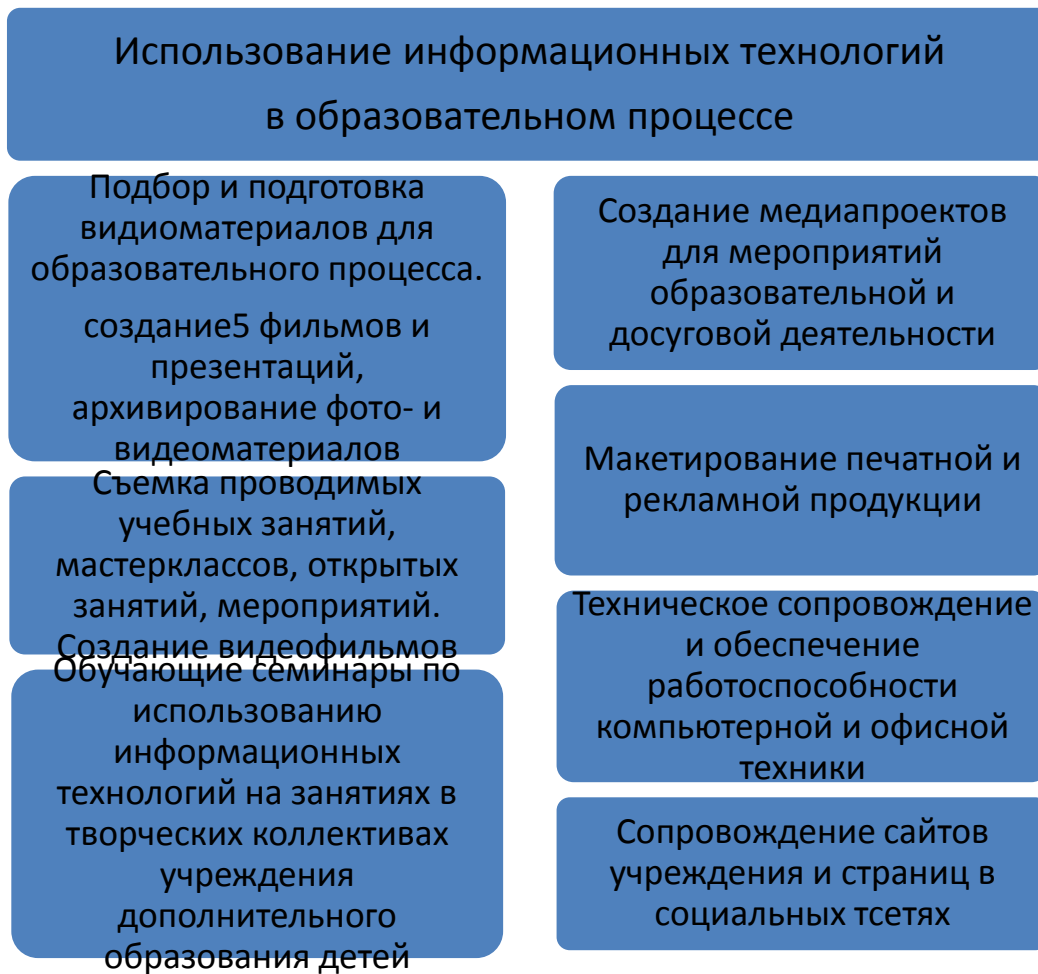 Использование информационных технологий
в образовательном процессе
Подбор и подготовка
видиоматериалов для
образовательного процесса.
создание5 фильмов и
презентаций,
архивирование фото- и
видеоматериалов
Съемка проводимых
учебных занятий,
мастерклассов, открытых
занятий, мероприятий.
Создание видеофильмов
Обучающие семинары по
использованию
информационных
технологий на занятиях в
творческих коллективах
учреждения
дополнительного
образования детей
Создание медиапроектов
для мероприятий
образовательной и
досуговой деятельности
Макетирование печатной и
рекламной продукции
Техническое сопровождение
и обеспечение
работоспособности
компьютерной и офисной
техники
Сопровождение сайтов
учреждения и страниц в
социальных тсетях